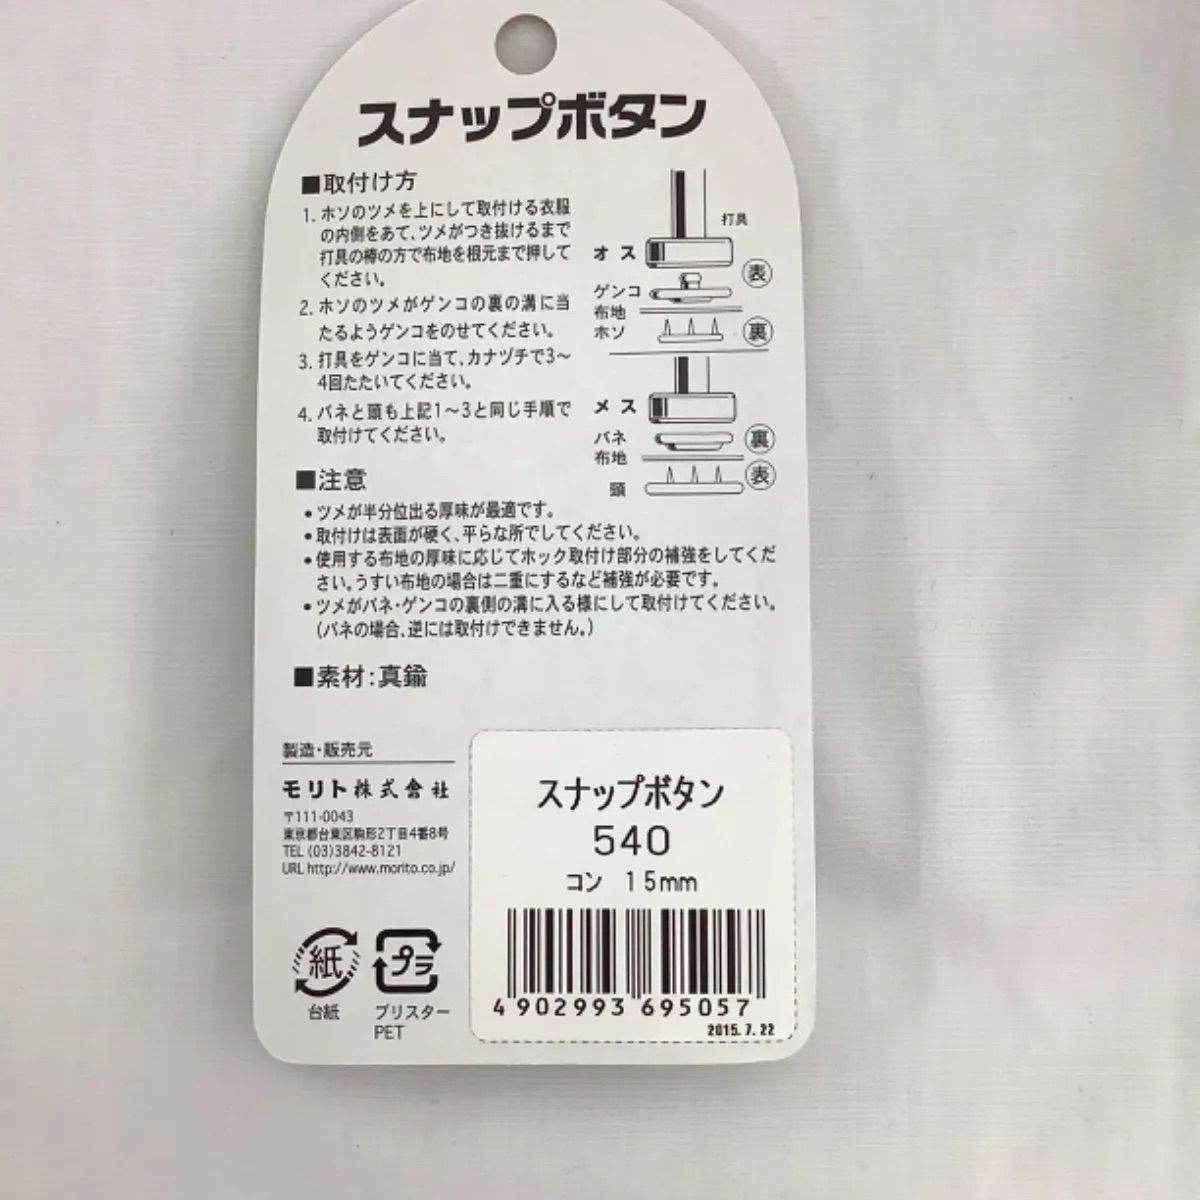 スナップボタン
■取付け方
1. ホソのツメを上にして取付ける衣服
の内側をあて、ツメがつき抜けるまで
打具の棒の方で布地を根元まで押して
ください。
2. ホソのツメがゲンコの裏の溝に当
たるようゲンコをのせてください。
3. 打具をゲンコに当て、カナヅチで3〜
4回たたいてください。
4. バネと頭も上記1〜3と同じ手順で
取付けてください。
打具
オス
表
ゲンコ
布地
ホソ
裏
メス
バネ
裏
布地
表
頭
■注意
•ツメが半分位出る厚味が最適です。
•取付けは表面が硬く、平らな所でしてください。
•使用する布地の厚味に応じてホック取付け部分の補強をしてくだ
さい。うすい布地の場合は二重にするなど補強が必要です。
•ツメがバネ・ゲンコの裏側の溝に入る様にして取付けてください。
(バネの場合、逆には取付けできません。)
■素材:真鍮
製造・販売元
モリト株式會社
〒111-0043
東京都台東区駒形2丁目4番8号
TEL (03)3842-8121
URL http://www.morito.co.jp/
紙
台紙
プラ
ブリスター
PET
スナップボタン
540
コン 15mm
4 902993 695057
2015.7.22